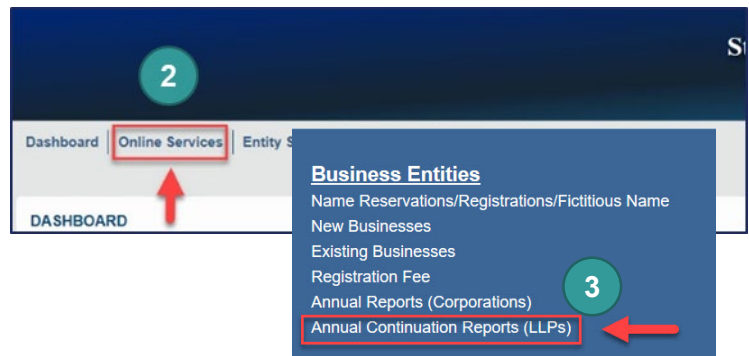 2
Dashboard Online Services Entity
DASHBOARD
Business Entities
Name Reservations/Registrations/Fictitious Name
New Businesses
Existing Businesses
Registration Fee
Annual Reports (Corporations)
3
Annual Continuation Reports (LLPs)